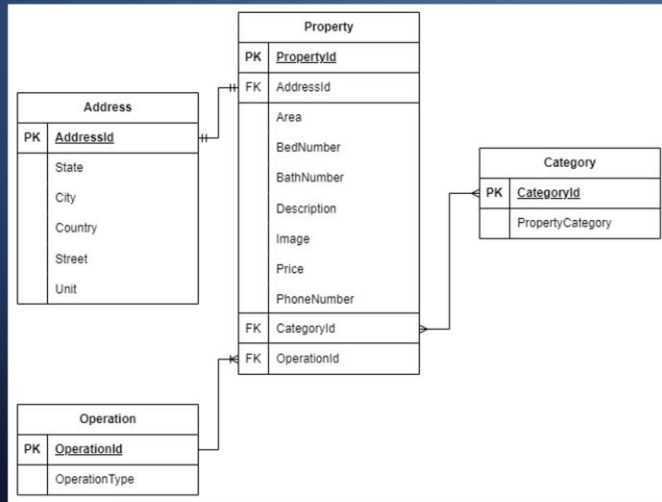 Property
PK PropertyId
FK AddressId
Area
BedNumber
BathNumber
Description
Image
Price
PhoneNumber
FK CategoryId
FK OperationId
Address
PK AddressId
State
City
Country
Street
Unit
Category
PK CategoryId
PropertyCategory
Operation
PK OperationId
OperationType